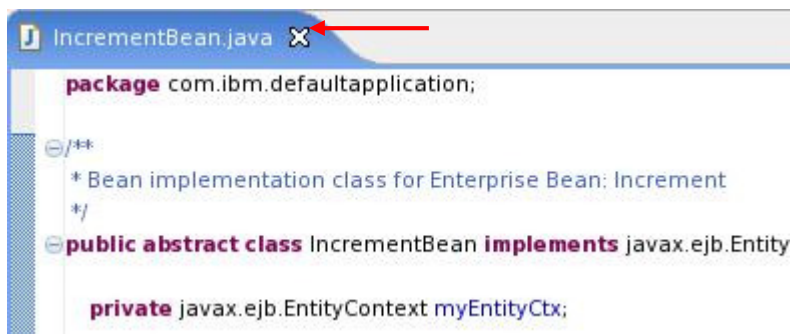 IncrementBean.java
package com.ibm.defaultapplication;
/**
* Bean implementation class for Enterprise Bean: Increment
*/
public abstract class IncrementBean implements javax.ejb.Entity
private javax.ejb.EntityContext myEntityCtx;